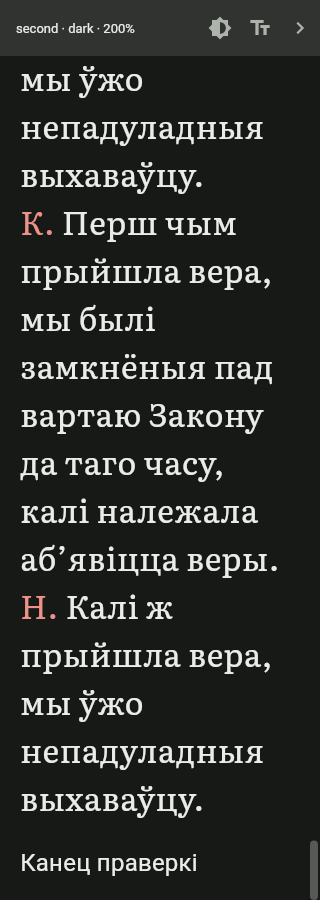 second · dark · 200%
мы ўжо
непадуладныя
выхаваўцу.
К. Перш чым
прыйшла вера,
мы былі
замкнёныя пад
вартаю Закону
да таго часу,
калі належала
аб’явіцца веры.
Н. Калі ж
прыйшла вера,
мы ўжо
непадуладныя
выхаваўцу.
Канец праверкі